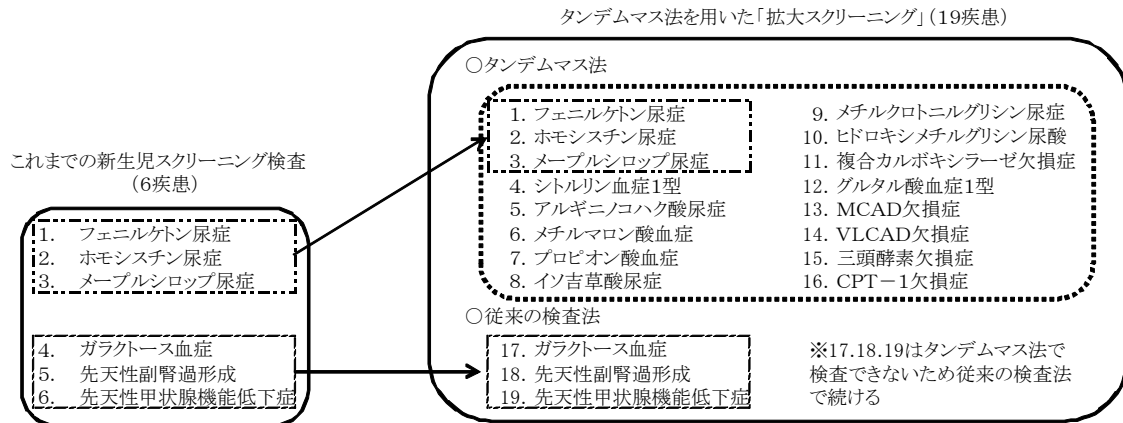 タンデムマス法を用いた「拡大スクリーニング」(19疾患)
これまでの新生児スクリーニング検査
(6疾患)
1. フェニルケトン尿症
2. ホモシスチン尿症
3. メープルシロップ尿症
4. ガラクトース血症
5. 先天性副腎過形成
6. 先天性甲状腺機能低下症
○タンデムマス法
1. フェニルケトン尿症
2. ホモシスチン尿症
3. メープルシロップ尿症
4. シトルリン血症1型
5. アルギニノコハク酸尿症
6. メチルマロン酸血症
7. プロピオン酸血症
8. イソ吉草酸尿症
9. メチルクロトニルグリシン尿症
10. ヒドロキシメチルグリシン尿酸
11. 複合カルボキシラーゼ欠損症
12. グルタル酸血症1型
13. MCAD欠損症
14. VLCAD欠損症
15. 三頭酵素欠損症
16. CPT-1欠損症
○従来の検査法
17. ガラクトース血症
18. 先天性副腎過形成
19. 先天性甲状腺機能低下症
※17.18.19はタンデムマス法で
検査できないため従来の検査法
で続ける